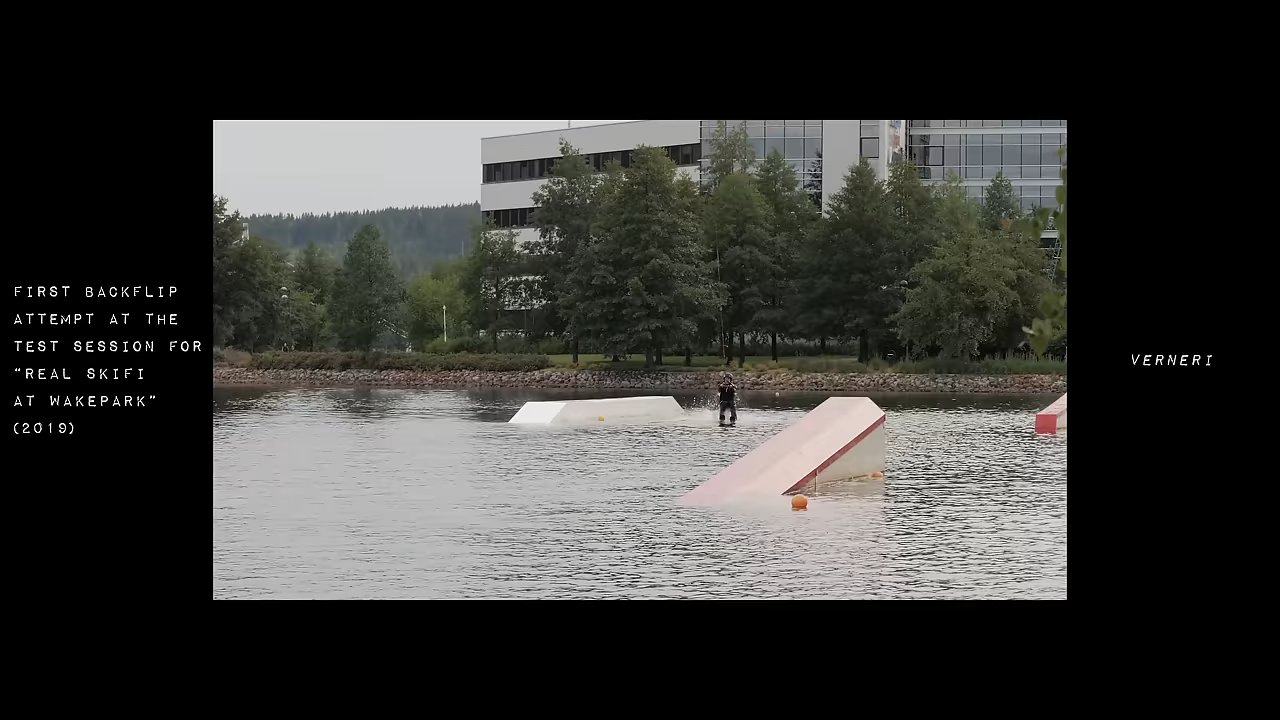 FIRST BACKFLIP
ATTEMPT AT THE
TEST SESSION FOR
“REAL SKIFI
AT WAKEPARK”
(2019)
VERNERI